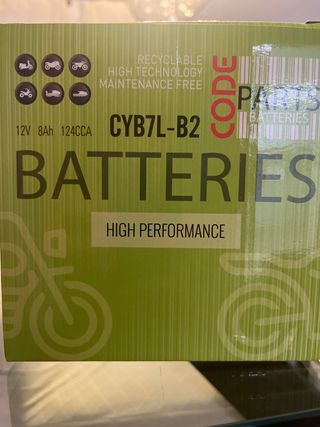 RECYCLABLE
HIGH TECHNOLOGY
MAINTENANCE FREE
CODE
PARTS
BATTERIES
12V 8Ah 124CCA
CYB7L-B2
BATTERIES
HIGH PERFORMANCE